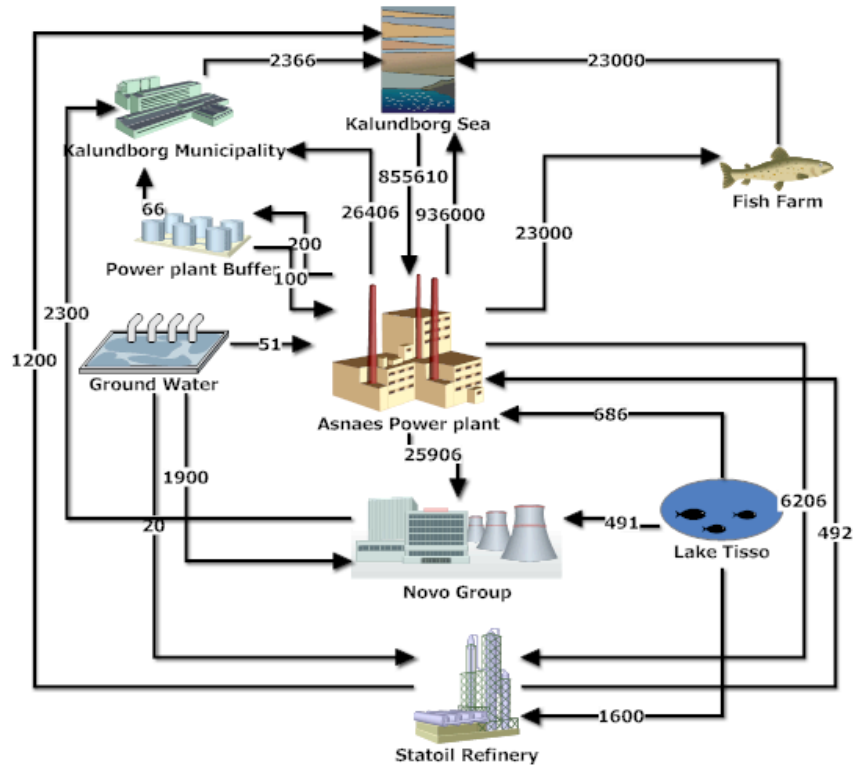 2366
23000
Kalundborg Sea
Kalundborg Municipality
855610
Fish Farm
66
26406
936000
200
23000
Power plant Buffer
100
2300
51
1200
Ground Water
Asnaes Power plant
686
25906
1900
6206
20
491
492
Lake Tisso
Novo Group
1600
Statoil Refinery